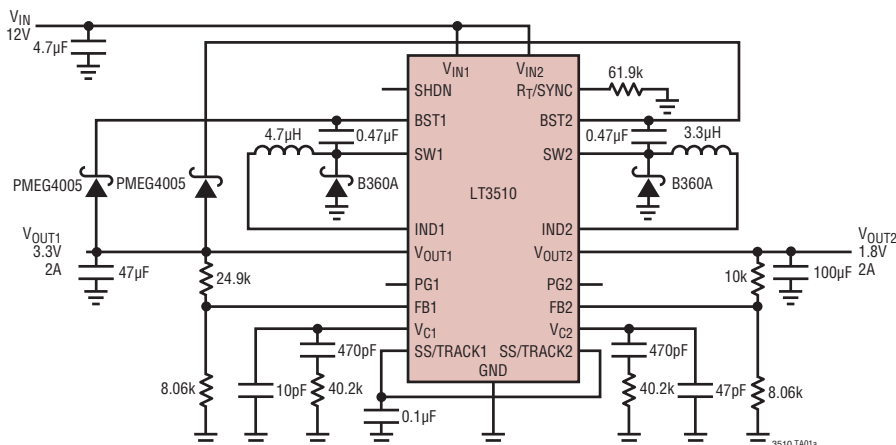 VIN
12V
4.7µF
VIN1
VIN2
SHDN
RT/SYNC
61.9k
BST1
BST2
4.7µH
0.47µF
0.47µF
3.3µH
SW1
SW2
PMEG4005
PMEG4005
B360A
LT3510
B360A
IND1
IND2
VOUT1
3.3V
2A
VOUT1
VOUT2
VOUT2
1.8V
2A
47µF
24.9k
10k
100µF
PG1
PG2
FB1
FB2
VC1
VC2
470pF
SS/TRACK1
SS/TRACK2
470pF
GND
8.06k
10pF
40.2k
40.2k
47pF
8.06k
0.1µF
3510 TA01a